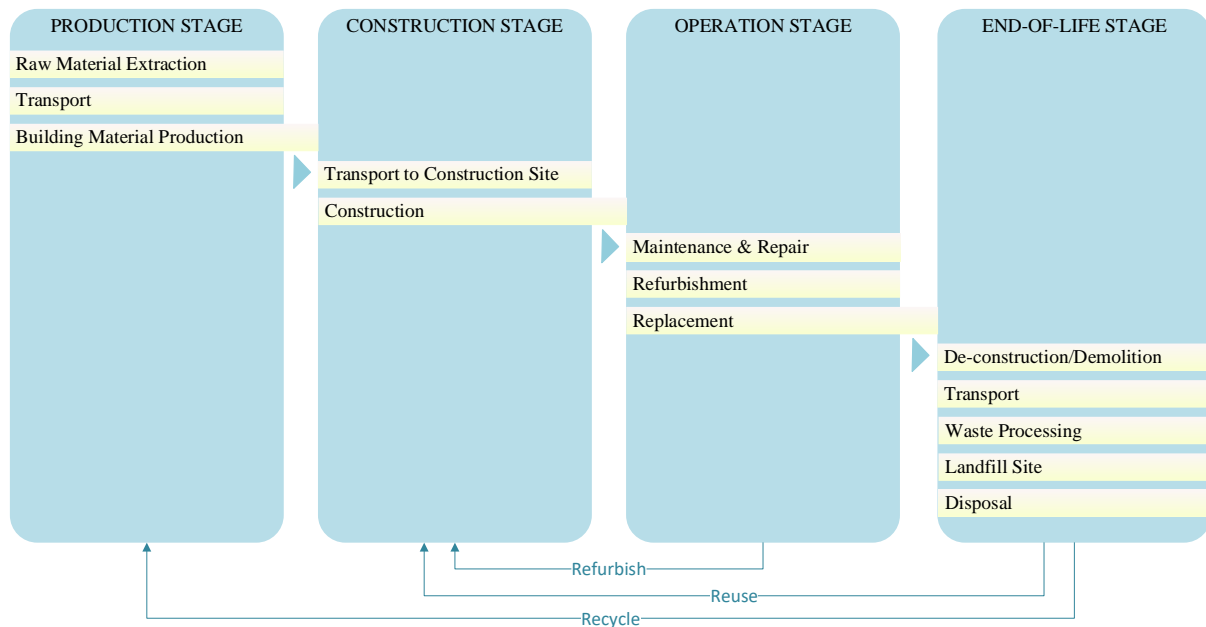 PRODUCTION STAGE
Raw Material Extraction
Transport
Building Material Production
CONSTRUCTION STAGE
Transport to Construction Site
Construction
OPERATION STAGE
Maintenance & Repair
Refurbishment
Replacement
END-OF-LIFE STAGE
De-construction/Demolition
Transport
Waste Processing
Landfill Site
Disposal
Refurbish
Reuse
Recycle